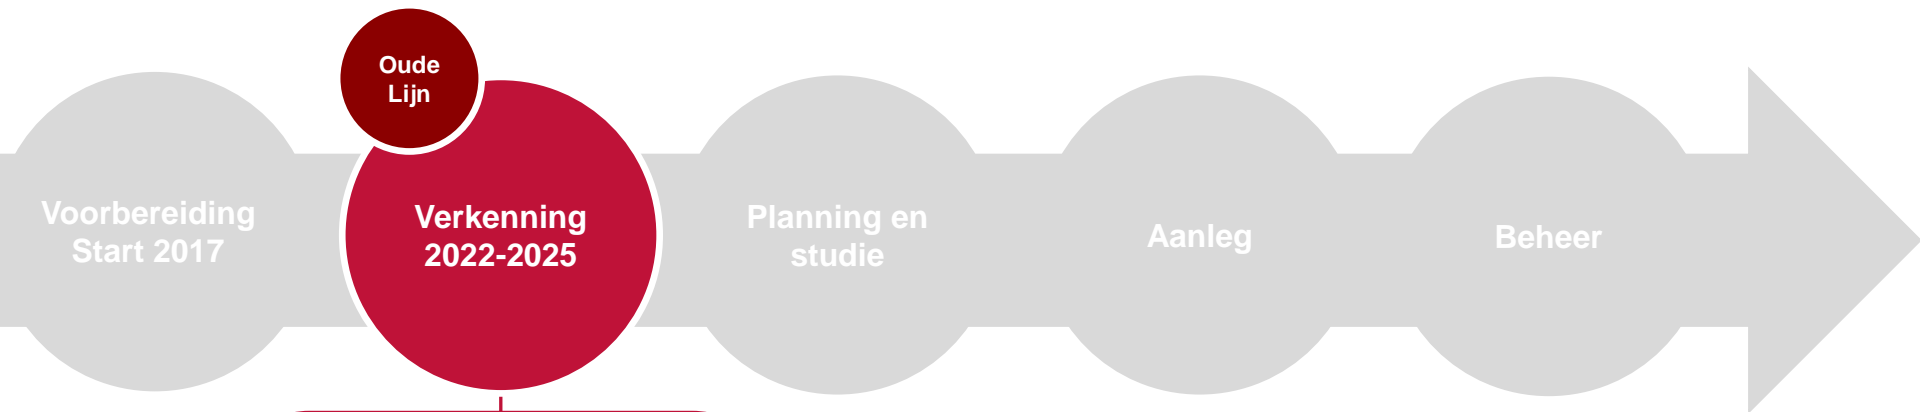 Oude
Lijn
Voorbereiding
Start 2017
Verkenning
2022-2025
Planning en
studie
Aanleg
Beheer